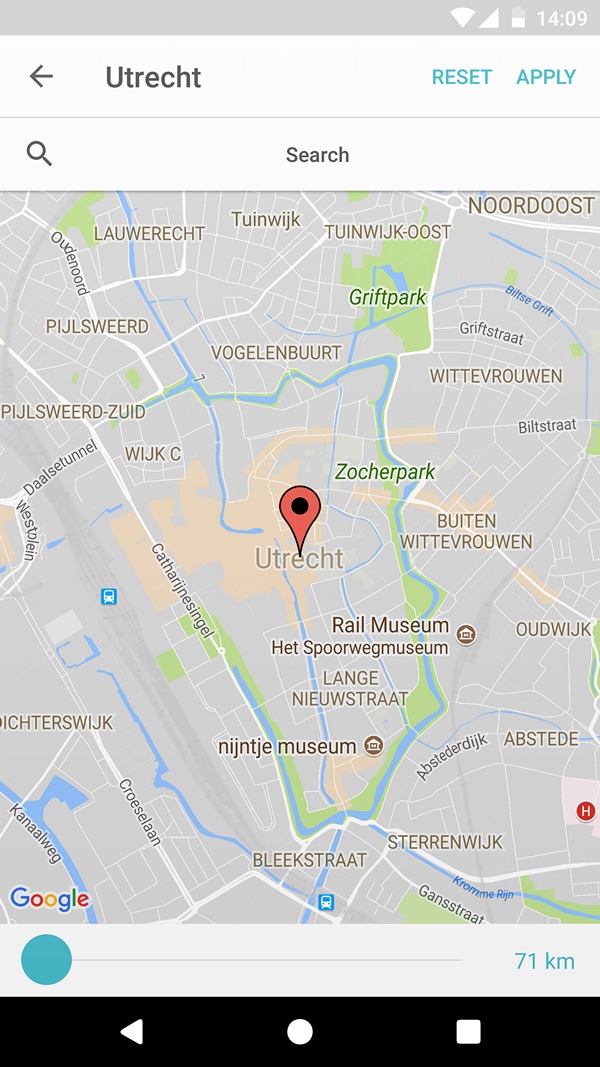 14:09
Utrecht
RESET
APPLY
Search
NOORDOOST
Tuinwijk
LAUWERECHT
TUINWIJK-OOST
Oudenoord
Griftpark
Biltse Grift
PIJLSWEERD
Griftstraat
VOGELENBUURT
WITTEVROUWEN
PIJLSWEERD-ZUID
Biltstraat
WIJK C
Daalsetunnel
Zocherpark
Westplein
BUITEN
WITTEVROUWEN
Utrecht
Catharijnesingel
Rail Museum
Het Spoorwegmuseum
OUDWIJK
LANGE
NIEUWSTRAAT
DICHTERSWIJK
nijntje museum
Abstederdijk
ABSTEDE
Croeselaan
H
Kanaalweg
STERRENWIJK
BLEEKSTRAAT
Kromme Rijn
Google
Gansstraat
71 km